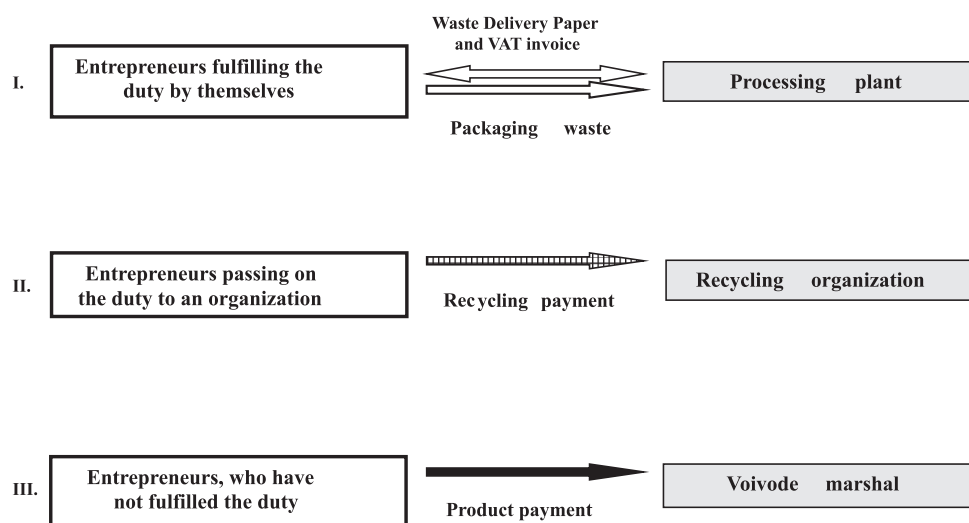 Waste Delivery Paper
and VAT invoice
I.
Entrepreneurs fulfilling the
duty by themselves
Processing plant
Packaging waste
II.
Entrepreneurs passing on
the duty to an organization
Recycling organization
Recycling payment
III.
Entrepreneurs, who have
not fulfilled the duty
Voivode marshal
Product payment